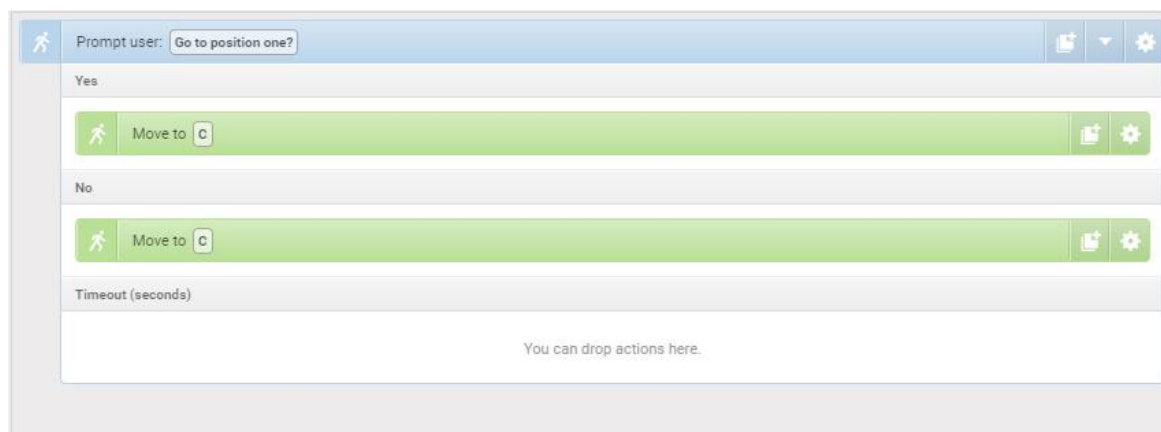 Prompt user: Go to position one?
Yes
Move to C
No
Move to C
Timeout (seconds)
You can drop actions here.